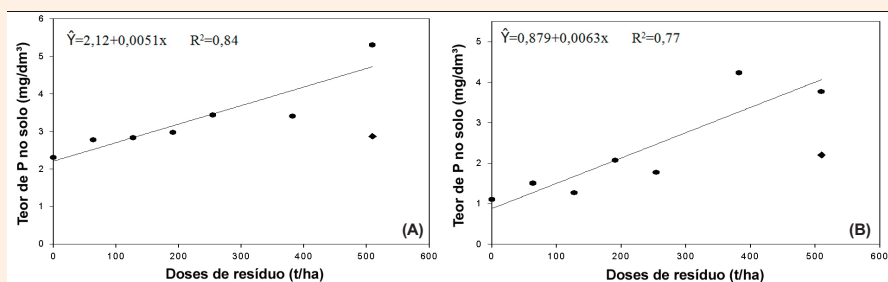 Ŷ=2,12+0,0051x R²=0,84
Teor de P no solo (mg/dm³)
6
5
4
3
2
1
0
0 100 200 300 400 500 600
Doses de resíduo (t/ha)
(A)
Ŷ=0,879+0,0063x R²=0,77
Teor de P no solo (mg/dm³)
5
4
3
2
1
0
0 100 200 300 400 500 600
Doses de resíduo (t/ha)
(B)